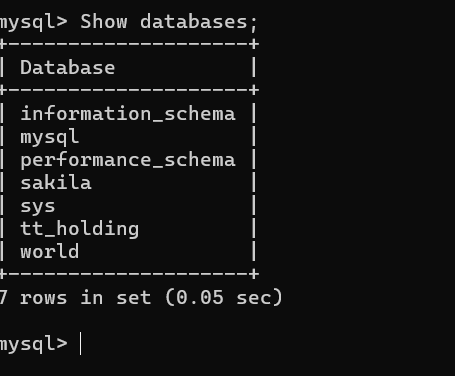 mysql> Show databases;
+--------------------+
| Database           |
+--------------------+
| information_schema |
| mysql              |
| performance_schema |
| sakila             |
| sys                |
| tt_holding         |
| world              |
+--------------------+
7 rows in set (0.05 sec)
mysql>